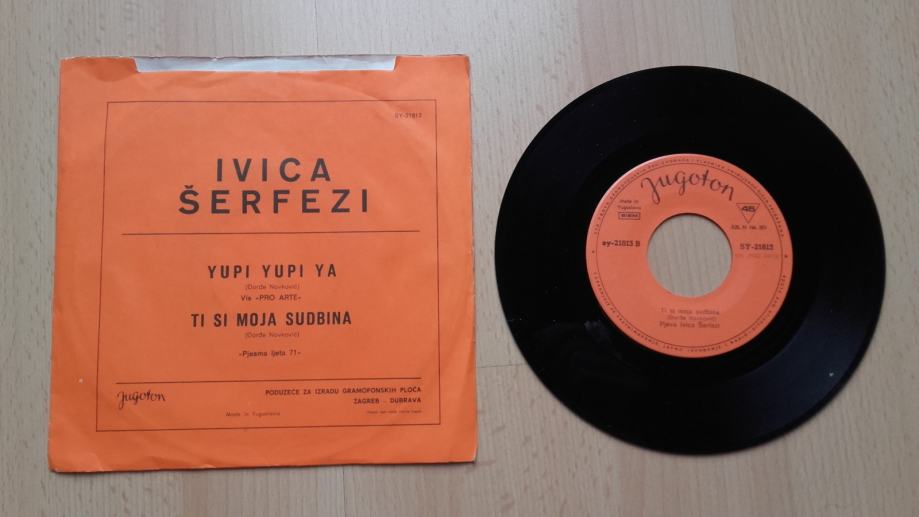 SY-21813
IVICA
ŠERFEZI
YUPI YUPI YA
(Đorđe Novković)
Vis »PRO ARTE«
TI SI MOJA SUDBINA
(Đorđe Novković)
»Pjesma ljeta 71«
Jugoton
PODUZEĆE ZA IZRADU GRAMOFONSKIH PLOČA
ZAGREB - DUBRAVA
Made in Yugoslavia
Jugoton
Made in
Yugoslavia
45
sy-21813 B
SY-21813
Ti si moja sudbina
(Đorđe Novković)
Pjeva Ivica Šerfezi